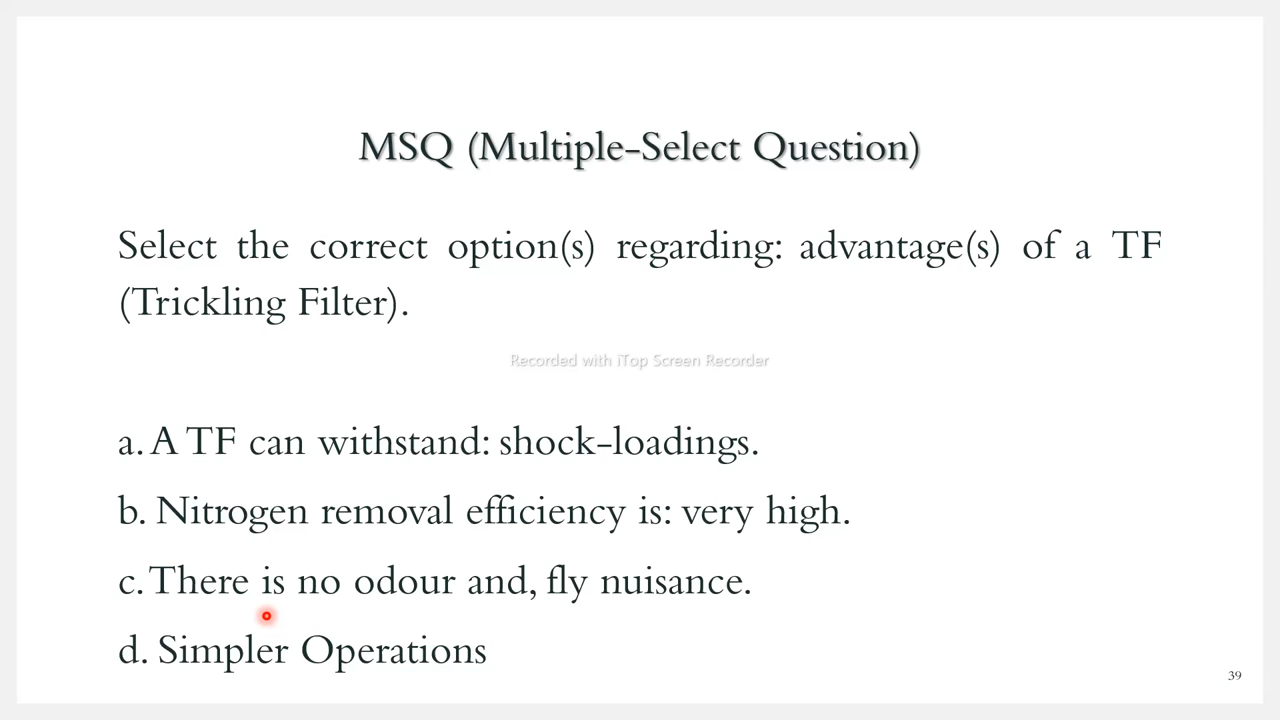 MSQ (Multiple-Select Question)
Select the correct option(s) regarding: advantage(s) of a TF
(Trickling Filter).
Recorded with iTop Screen Recorder
a. A TF can withstand: shock-loadings.
b. Nitrogen removal efficiency is: very high.
c. There is no odour and, fly nuisance.
d. Simpler Operations
39